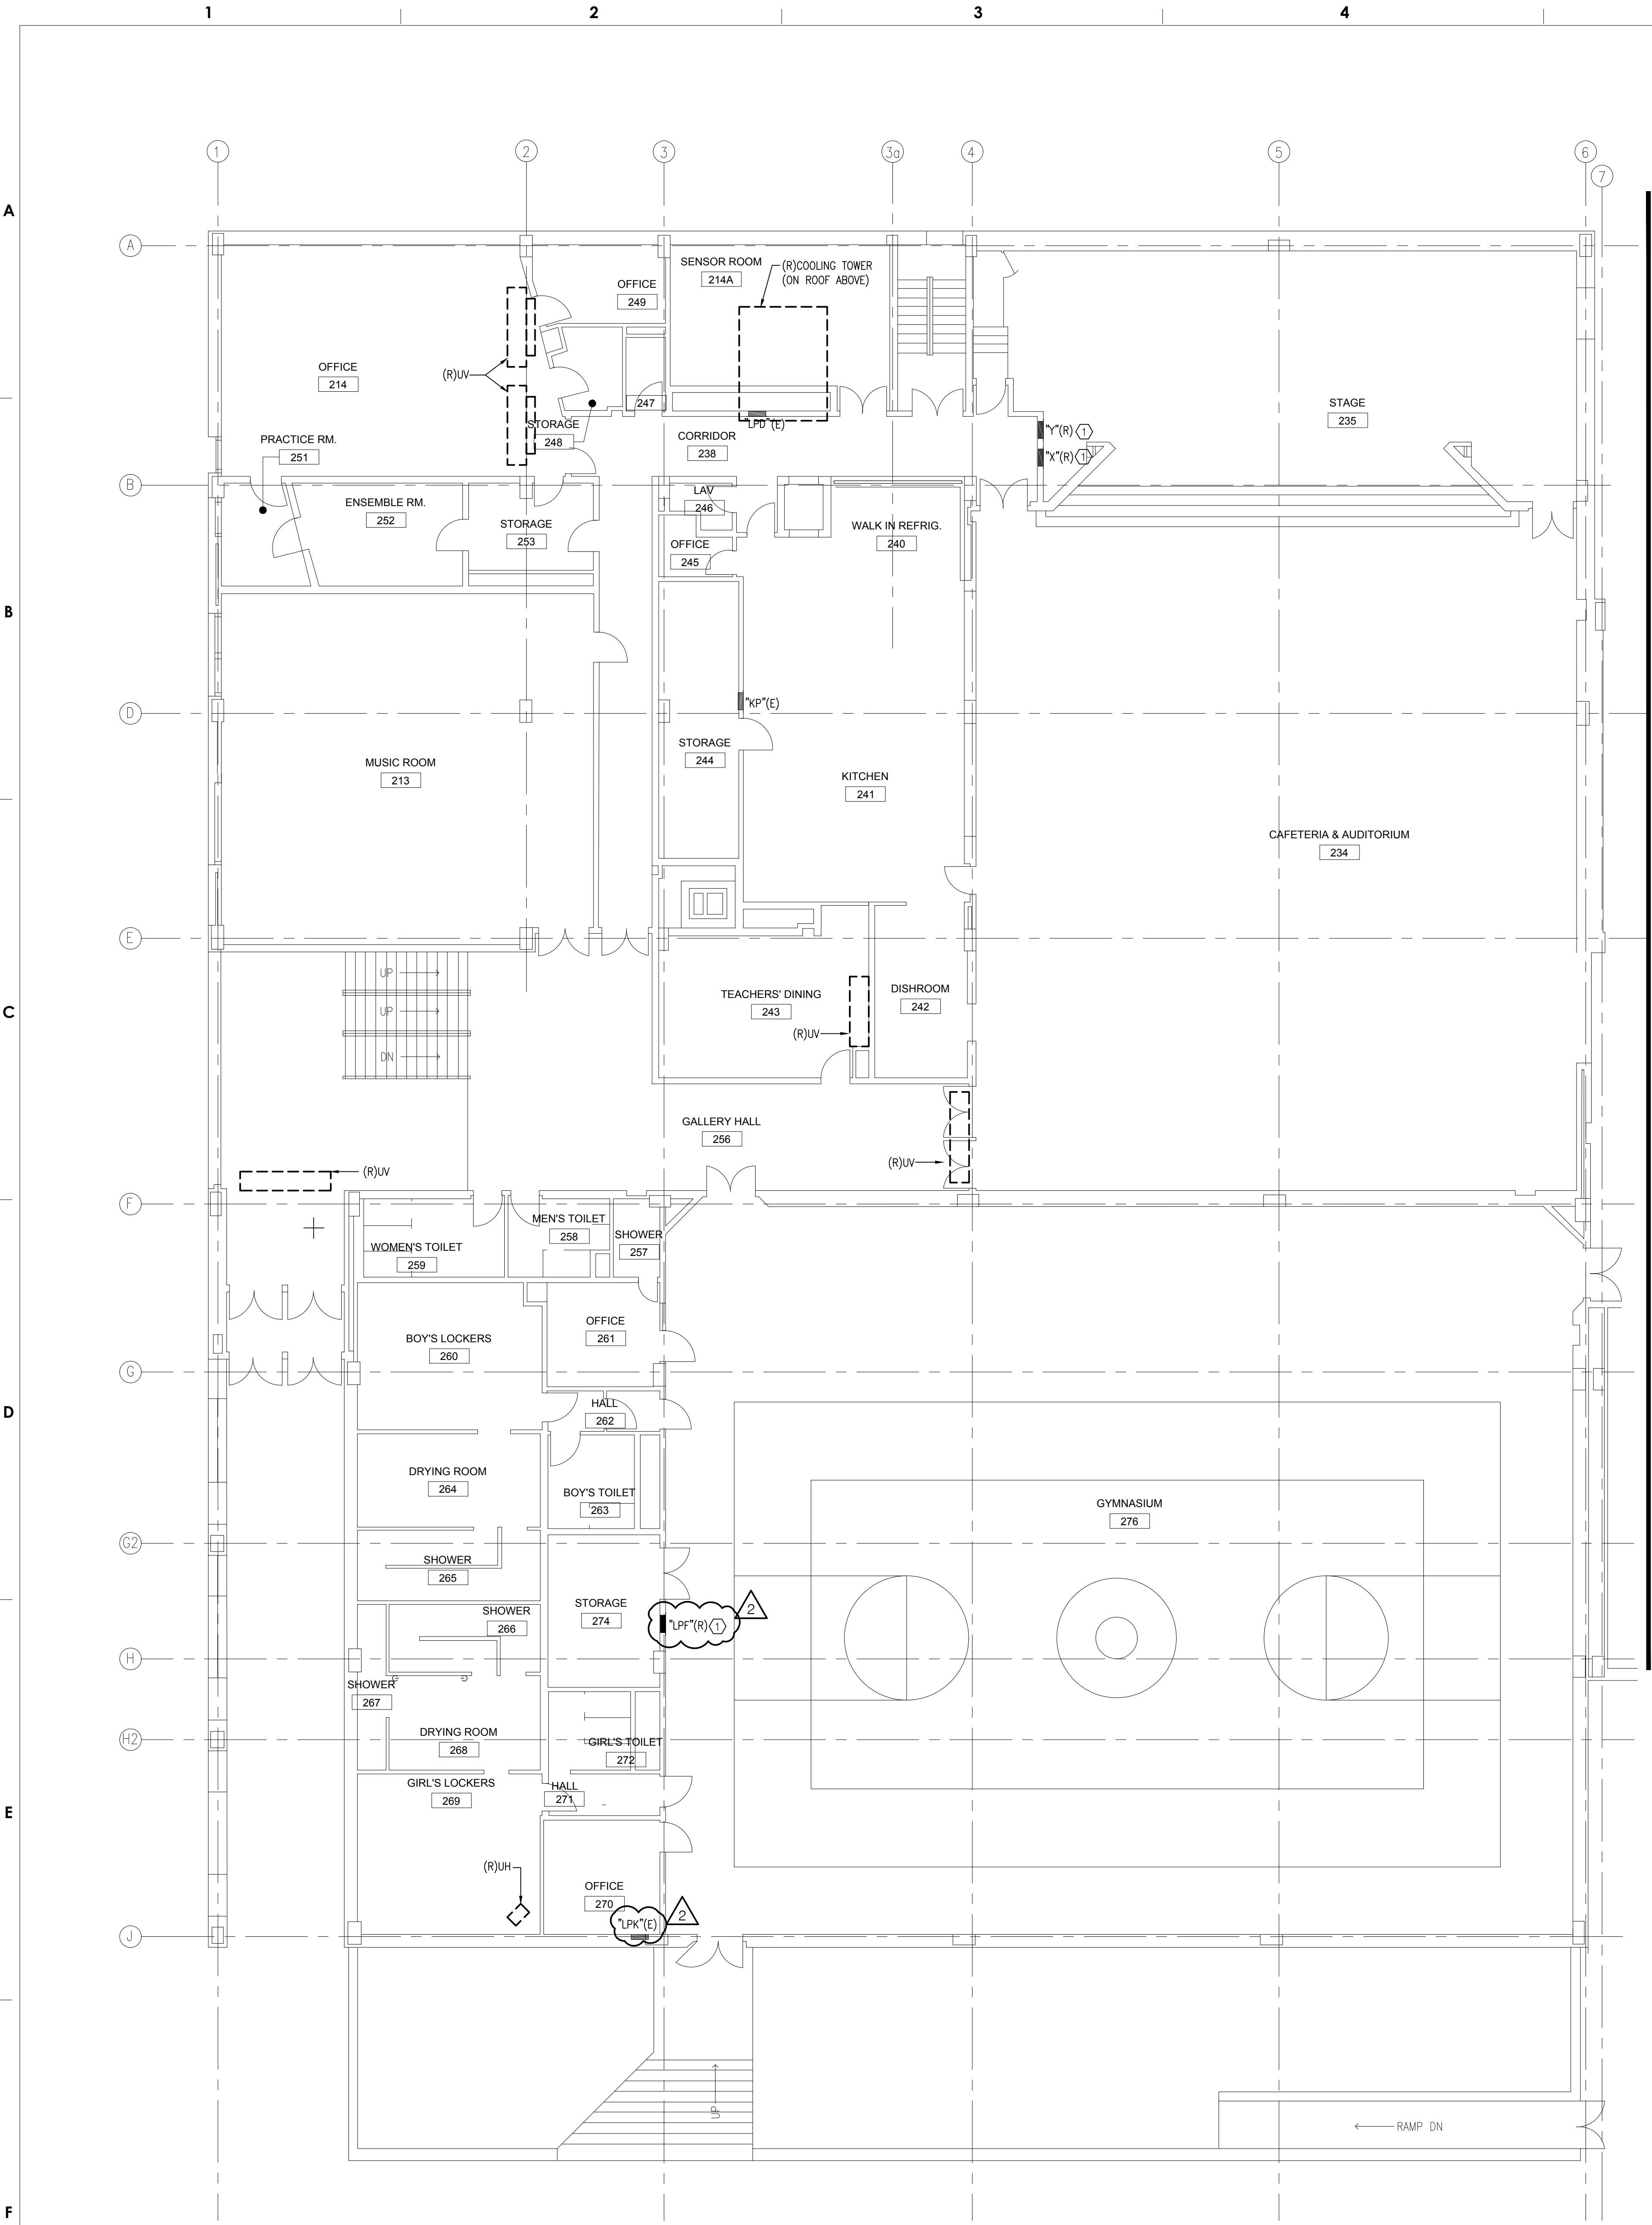 1
2
3
4
1
2
3
3a
4
5
6
7
A
A
SENSOR ROOM
214A
(R)COOLING TOWER
(ON ROOF ABOVE)
OFFICE
249
OFFICE
214
(R)UV
247
"LPD"(E)
STORAGE
248
CORRIDOR
238
STAGE
235
"Y"(R) 1
"X"(R) 1
PRACTICE RM.
251
B
ENSEMBLE RM.
252
STORAGE
253
LAV
246
OFFICE
245
WALK IN REFRIG.
240
B
"KP"(E)
D
STORAGE
244
MUSIC ROOM
213
KITCHEN
241
CAFETERIA & AUDITORIUM
234
E
UP
UP
DN
TEACHERS' DINING
243
DISHROOM
242
(R)UV
C
GALLERY HALL
256
(R)UV
(R)UV
F
MEN'S TOILET
258
SHOWER
257
WOMEN'S TOILET
259
OFFICE
261
BOY'S LOCKERS
260
G
HALL
262
D
DRYING ROOM
264
BOY'S TOILET
263
GYMNASIUM
276
G2
SHOWER
265
SHOWER
266
STORAGE
274
"LPF"(R) 1
2
H
SHOWER
267
DRYING ROOM
268
H2
GIRL'S TOILET
272
GIRL'S LOCKERS
269
HALL
271
E
(R)UH
OFFICE
270
"LPK"(E)
2
J
UP
RAMP DN
F